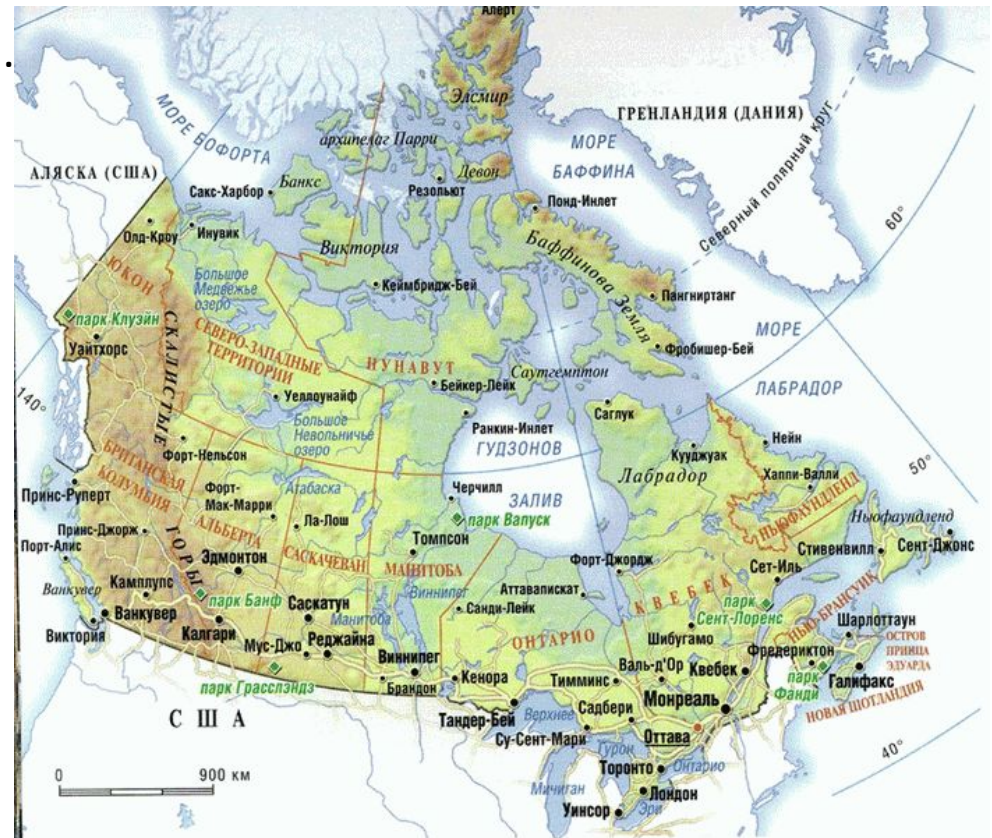 Алерт
.
Элсмир
МОРЕ БОФОРТА
архипелаг Парри
ГРЕНЛАНДИЯ (ДАНИЯ)
Северный полярный круг
МОРЕ
БАФФИНА
АЛЯСКА (США)
Девон
Сакс-Харбор
Банкс
Резольют
Понд-Инлет
60°
Олд-Кроу
Инувик
Виктория
Баффинова Земля
ЮКОН
Большое
Медвежье
озеро
Кеймбридж-Бей
Пангниртанг
парк Клуэйн
СКАЛИСТЫЕ
ГОРЫ
Уайтхорс
СЕВЕРО-ЗАПАДНЫЕ
ТЕРРИТОРИИ
НУНАВУТ
Фробишер-Бей
МОРЕ
ЛАБРАДОР
Саутгемптон
140°
Бейкер-Лейк
Уеллоунайф
Саглук
Большое
Невольничье
озеро
Ранкин-Инлет
ГУДЗОНОВ
ЗАЛИВ
Форт-Нельсон
Нейн
Кууджуак
50°
БРИТАНСКАЯ
КОЛУМБИЯ
Лабрадор
Хаппи-Валли
Принс-Руперт
Форт-
Мак-Марри
Атабаска
Черчилл
парк Вапуск
НЬЮФАУНДЛЕНД
Ньюфаундленд
Принс-Джорж
АЛЬБЕРТА
Ла-Лош
Томпсон
Сент-Джонс
Порт-Алис
Эдмонтон
САСКАЧЕВАН
МАНИТОБА
Форт-Джордж
Стивенвилл
Сет-Иль
Ванкувер
Камплупс
Виннипег
Аттавапискат
КВЕБЕК
парк
Сент-Лоренс
НЬЮ-БРАНСУИК
парк Банф
Саскатун
Манитоба
Санди-Лейк
Ванкувер
Шарлоттаун
Виктория
Калгари
Мус-Джо
Реджайна
ОНТАРИО
Шибугамо
Фредериктон
ОСТРОВ
ПРИНЦА
ЭДУАРДА
Виннипег
Валь-д'Ор
Квебек
парк
Фанди
Галифакс
парк Грасслэндз
Брандон
Кенора
Тимминс
НОВАЯ ШОТЛАНДИЯ
США
Тандер-Бей
Верхнее
Садбери
Монреаль
Су-Сент-Мари
Оттава
40°
Гурон
0
900 км
Торонто
Онтарио
Мичиган
Лондон
Уинсор
Эри